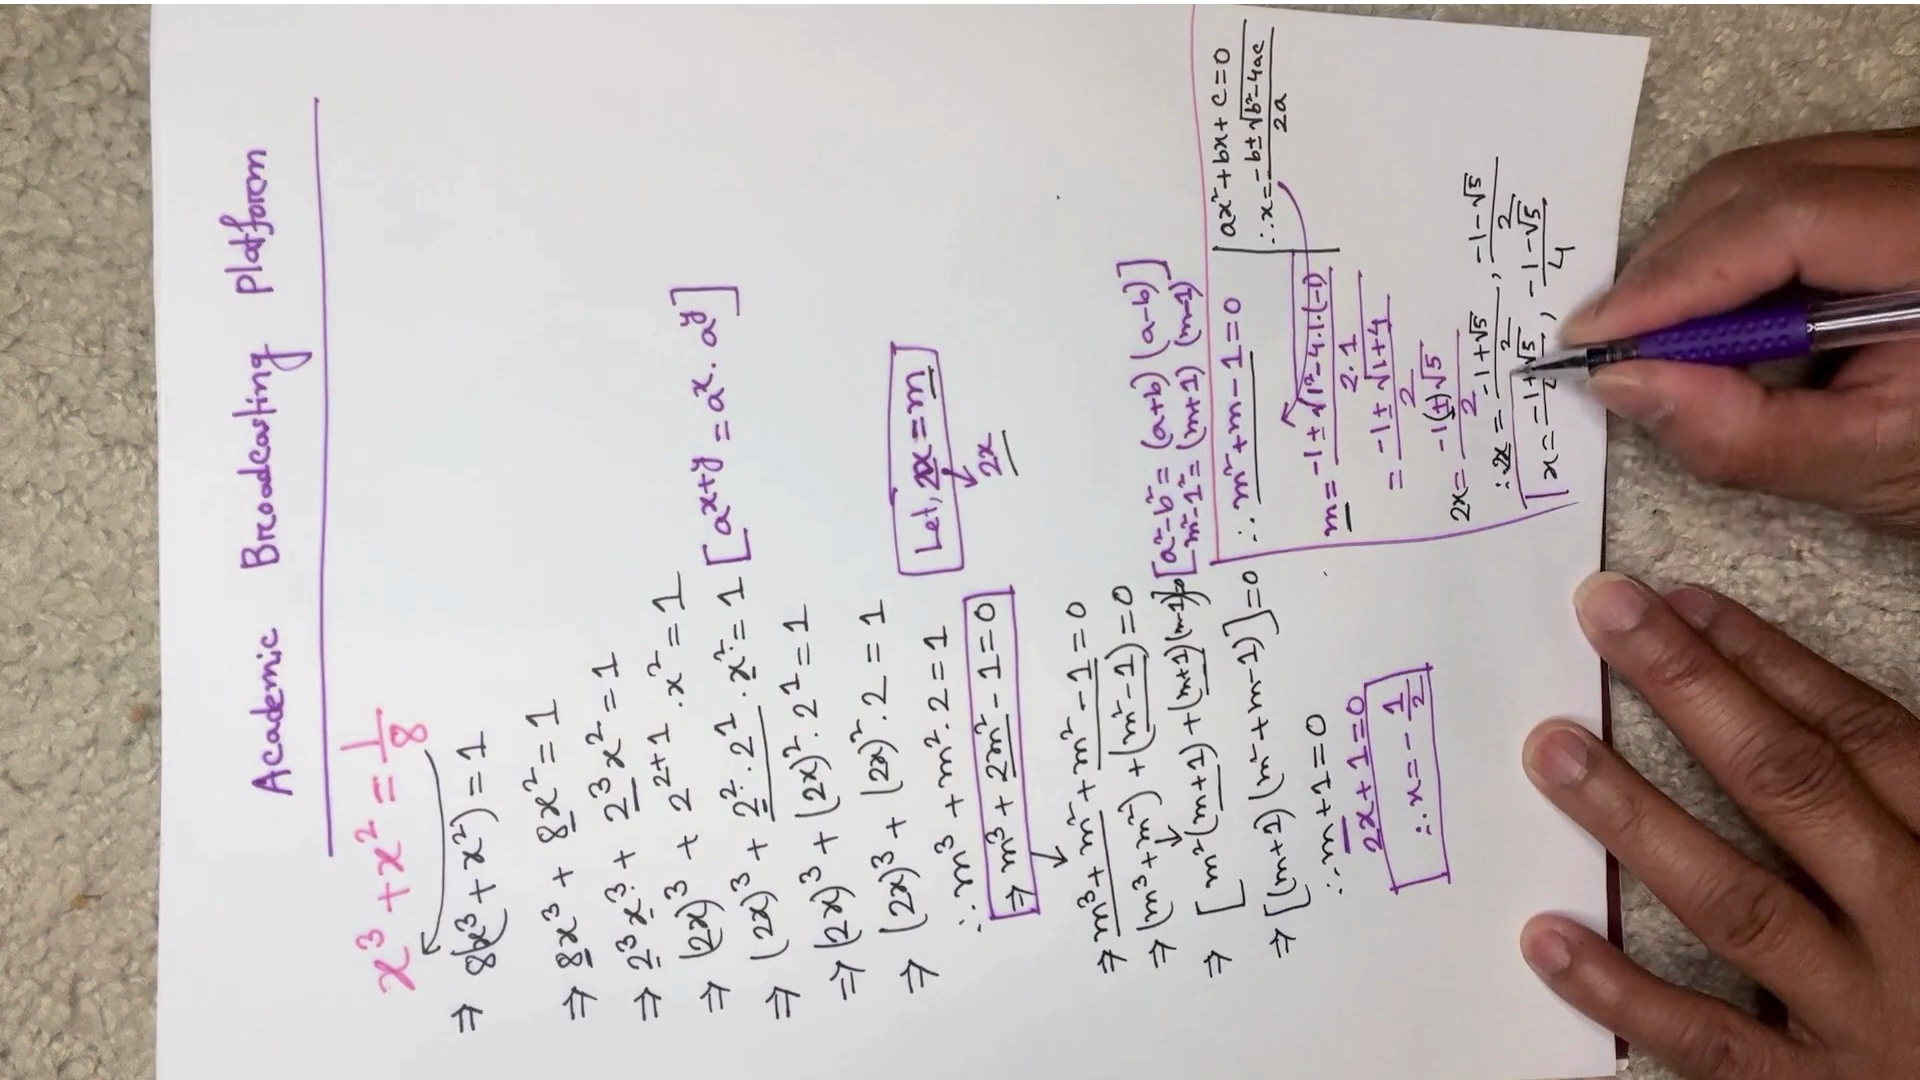 Academic Broadcasting Platform
x³ + x² = 1/8
⇒ 8(x³ + x²) = 1
⇒ 8x³ + 8x² = 1
⇒ 2³x³ + 2³x² = 1
⇒ (2x)³ + 2²⁺¹ . x² = 1
⇒ (2x)³ + 2² . 2¹ . x² = 1 [aˣ⁺ʸ = aˣ . aʸ]
⇒ (2x)³ + (2x)² . 2¹ = 1
⇒ (2x)³ + (2x)² . 2 = 1
Let, 2x = m
2x
∴ m³ + m² . 2 = 1
⇒ m³ + 2m² - 1 = 0
⇒ m³ + m² + m² - 1 = 0
⇒ (m³ + m²) + (m² - 1) = 0 [a² - b² = (a+b) (a-b)]
⇒ [m²(m+1) + (m+1)(m-1)] = 0 m² - 1² = (m+1) (m-1)
⇒ [(m+1) (m² + m - 1)] = 0
∴ m + 1 = 0
2x + 1 = 0
∴ x = - 1/2
∴ m² + m - 1 = 0
ax² + bx + c = 0
∴ x = -b ± √b² - 4ac / 2a
m = -1 ± √1² - 4.1.(-1) / 2.1
= -1 ± √1+4 / 2
2x = -1(±)√5 / 2
∴ 2x = -1+√5 / 2 , -1-√5 / 2
x = -1+√5 , -1-√5 / 4